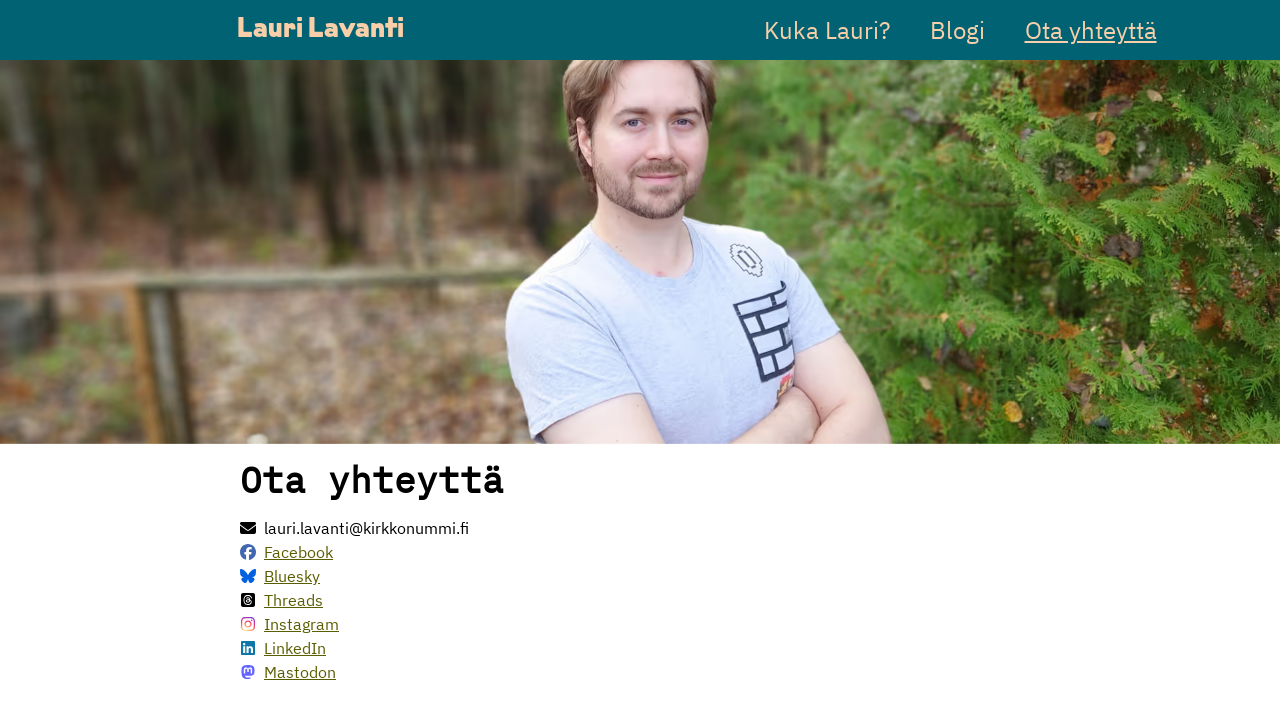 Lauri Lavanti
Kuka Lauri?
Blogi
Ota yhteyttä
Ota yhteyttä
lauri.lavanti@kirkkonummi.fi
Facebook
Bluesky
Threads
Instagram
LinkedIn
Mastodon